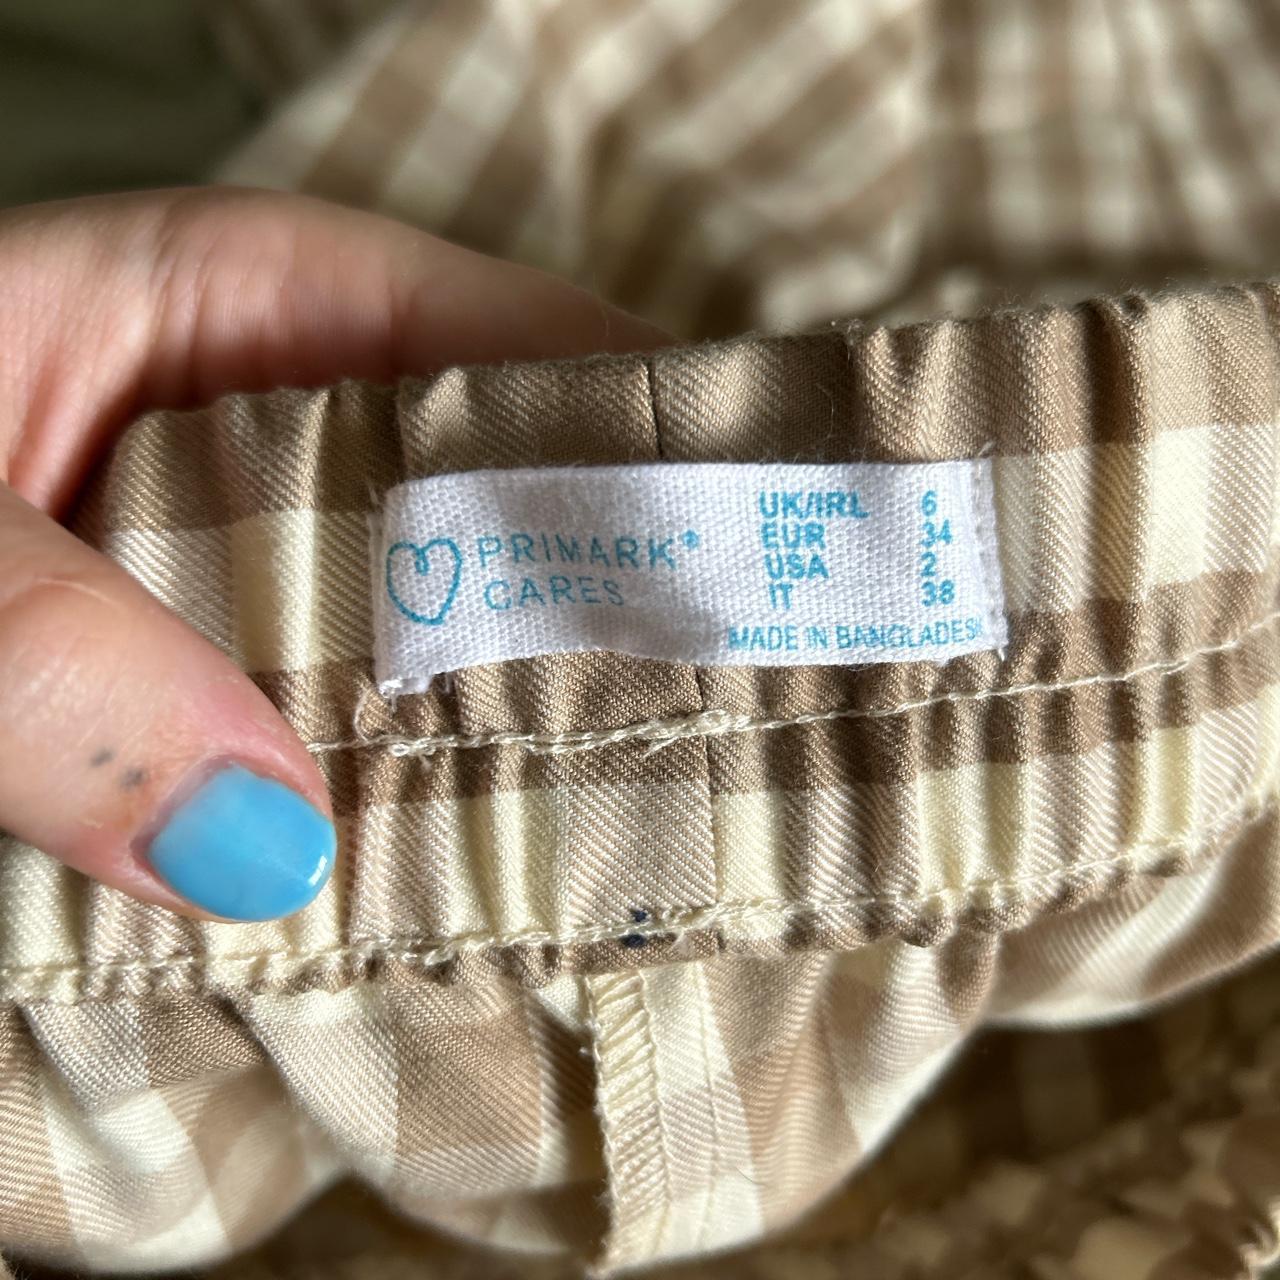 PRIMARK®
CARES
UK/IRL 6
EUR 34
USA 2
IT 38
MADE IN BANGLADESH